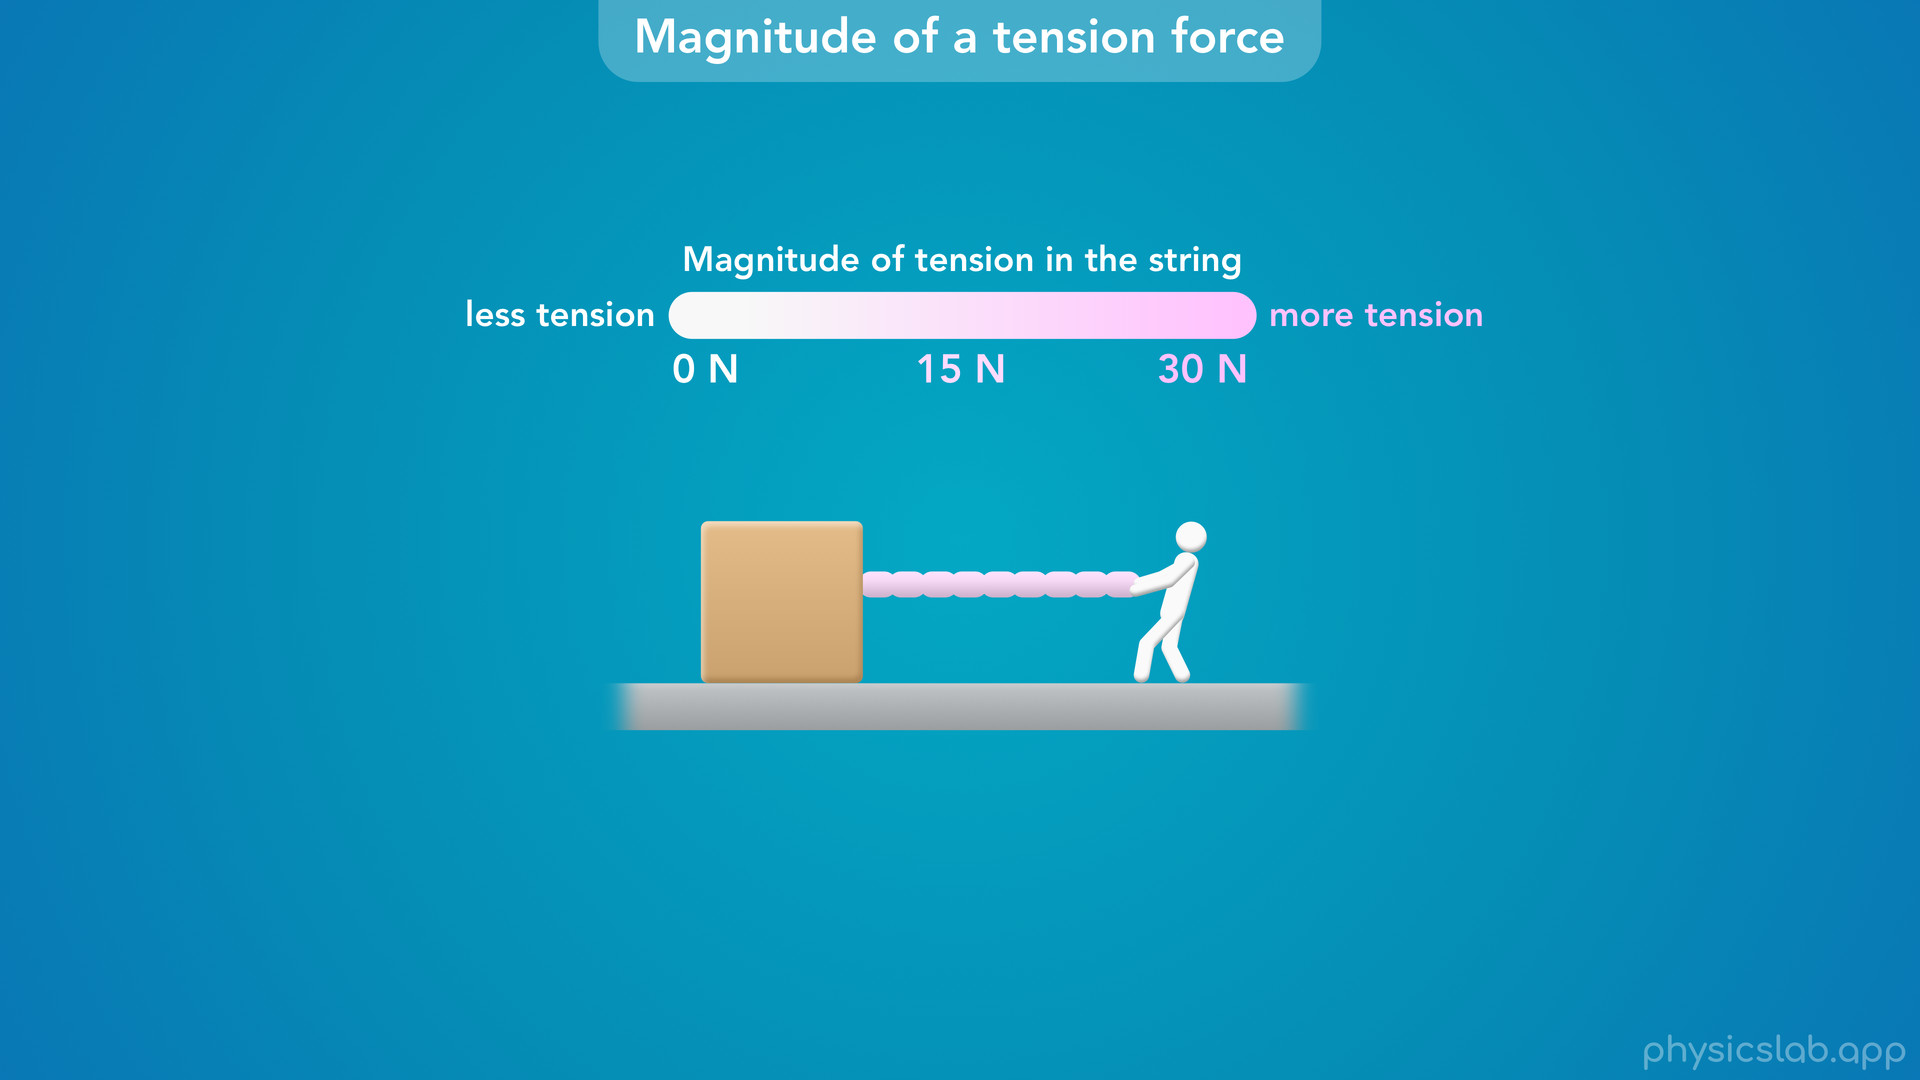 Magnitude of a tension force
Magnitude of tension in the string
less tension
more tension
0 N
15 N
30 N
physicslab.app